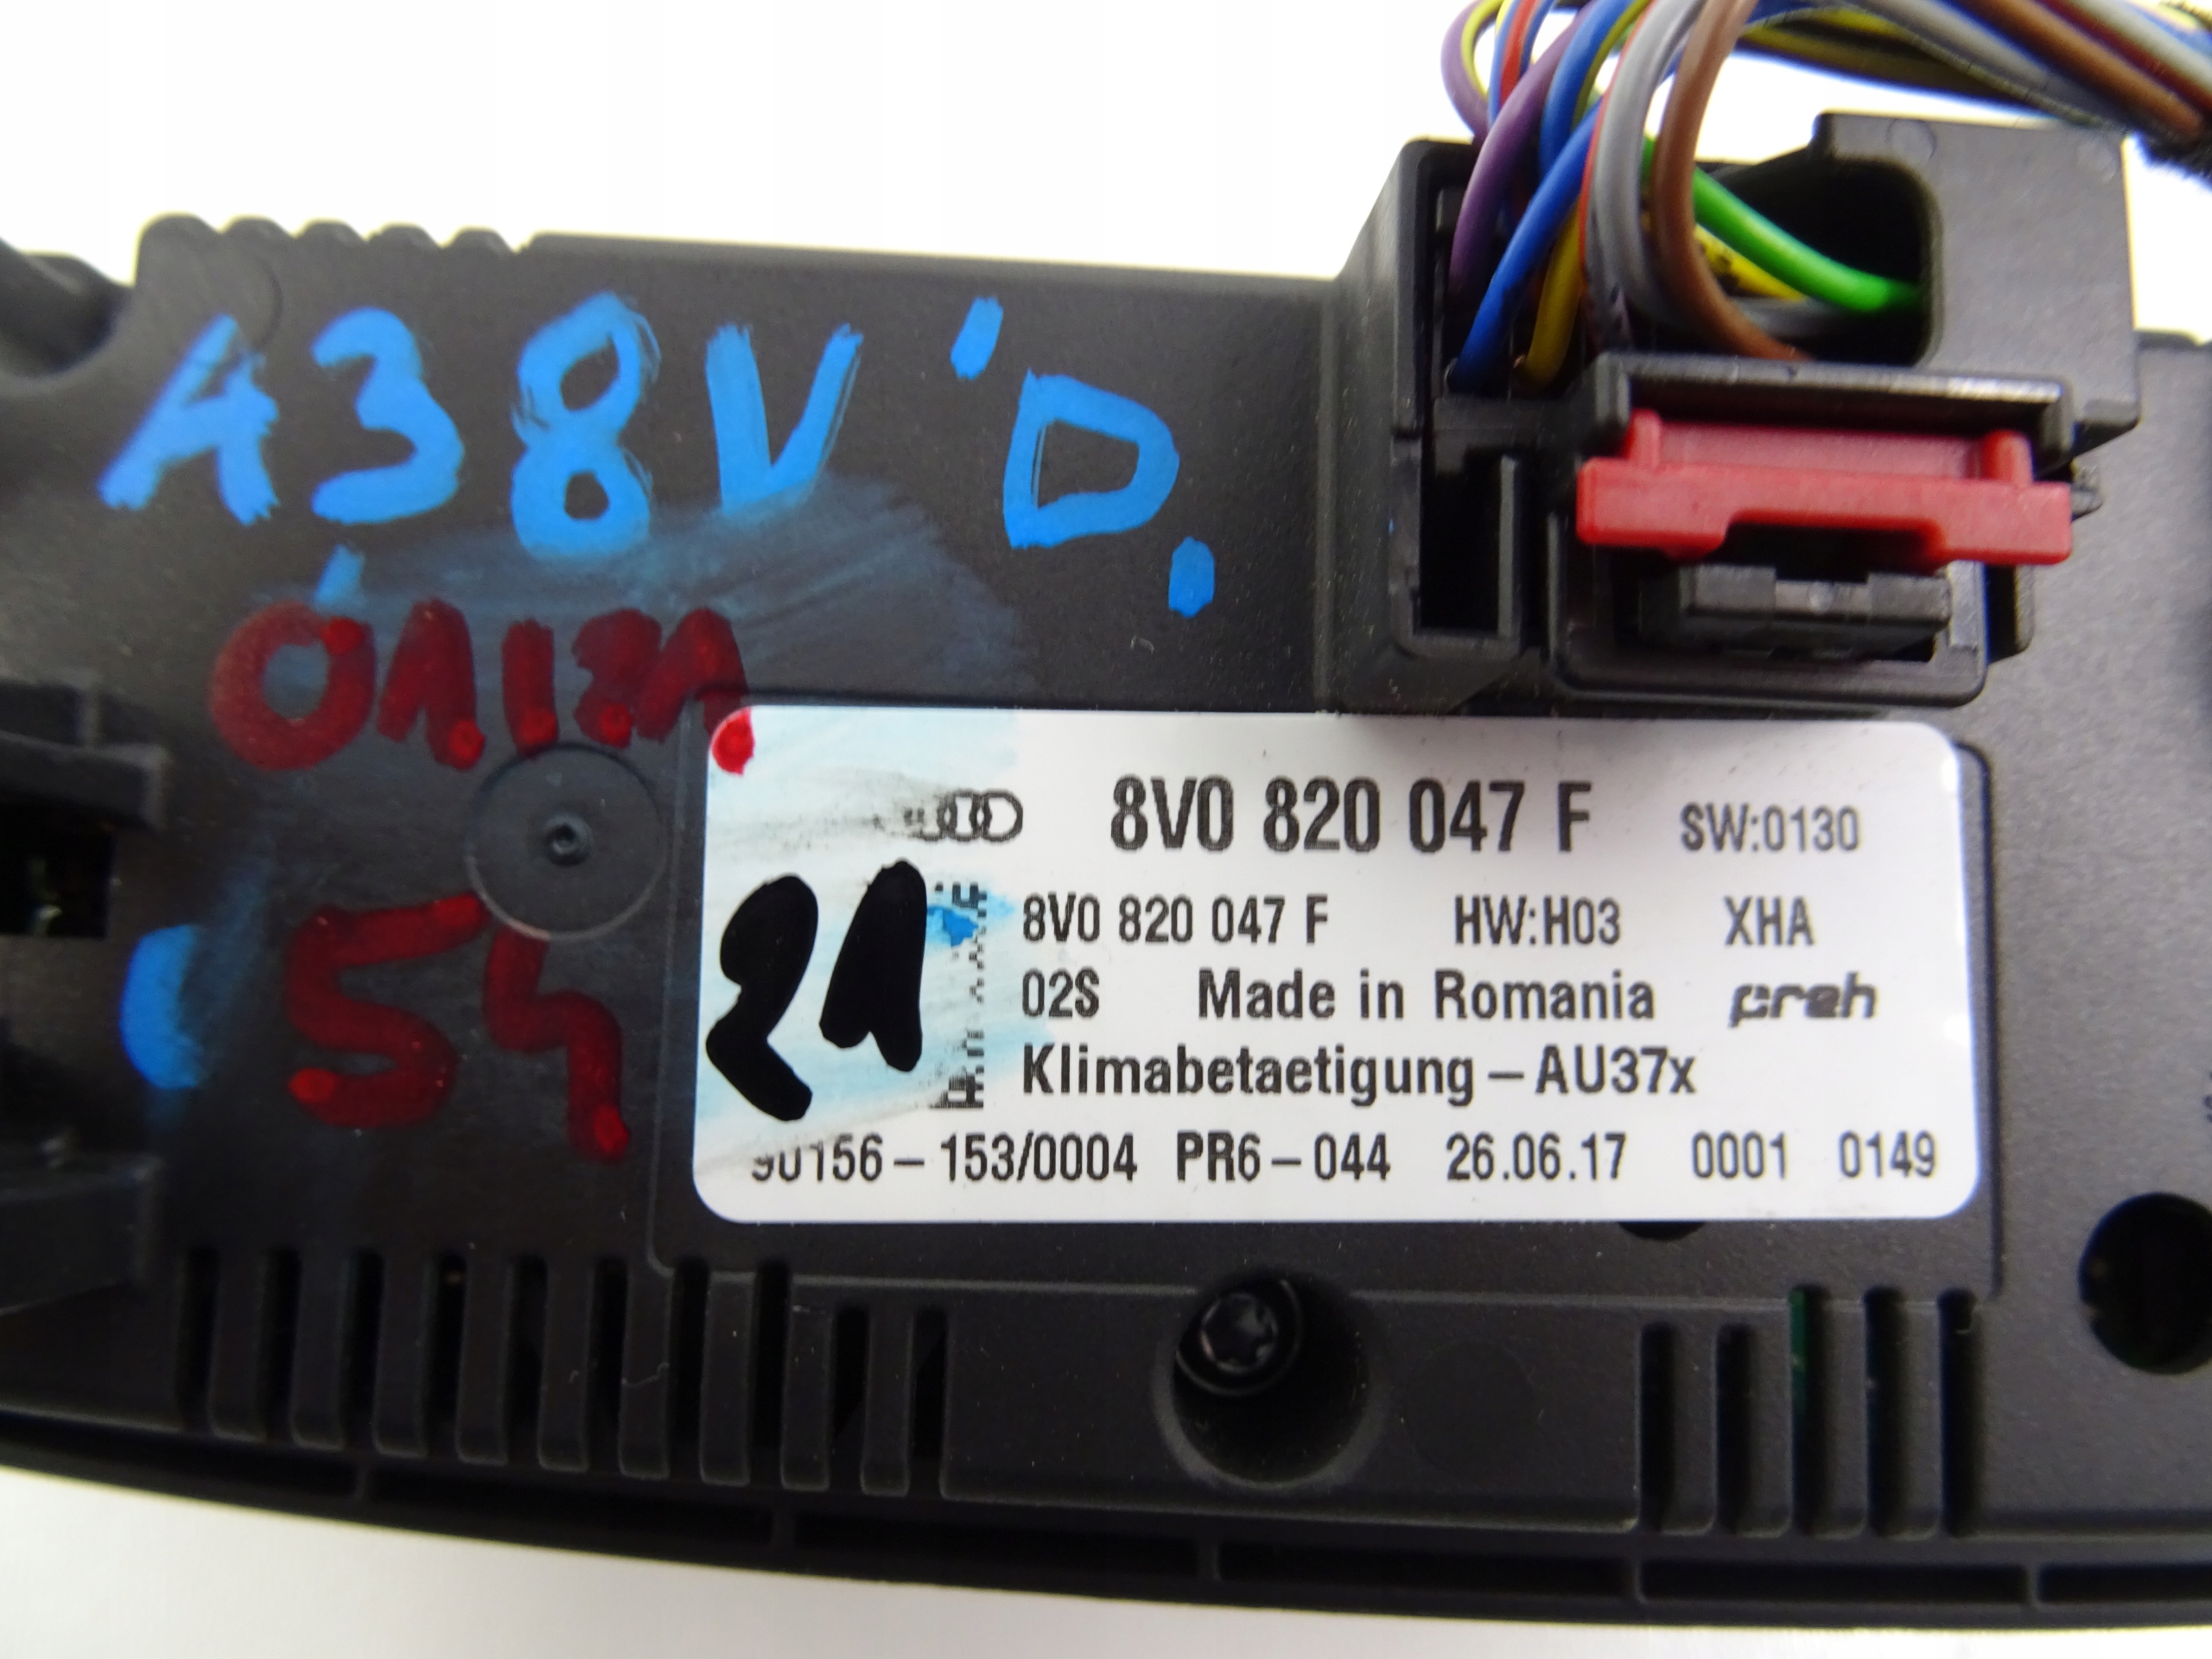 A38V'D.
54
21
8V0 820 047 F SW:0130
8V0 820 047 F HW:H03 XHA
02S Made in Romania preh
Klimabetaetigung – AU37x
90156 – 153/0004 PR6 – 044 26.06.17 0001 0149